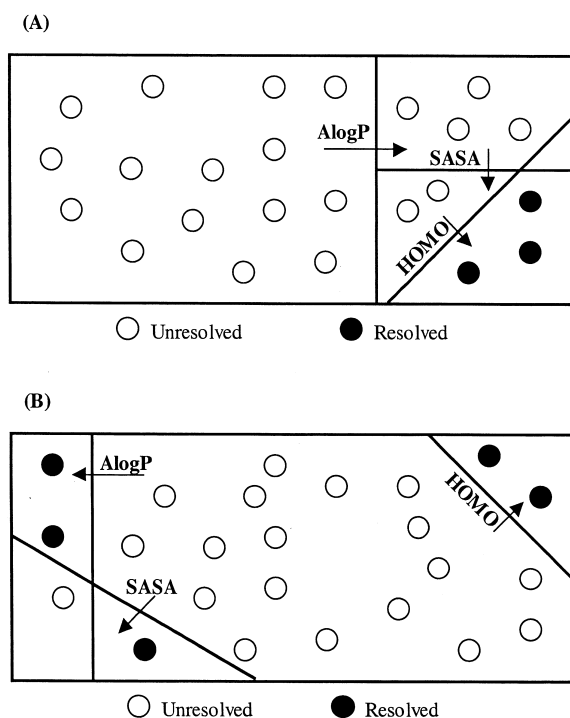 (A)
AlogP
SASA
HOMO
Unresolved
Resolved
(B)
AlogP
HOMO
SASA
Unresolved
Resolved